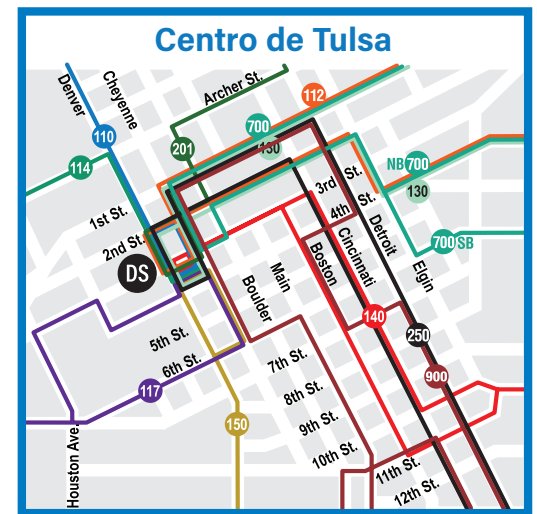 Centro de Tulsa
Denver
Cheyenne
Archer St.
112
110
700
201
130
114
3rd St.
NB 700
130
4th St.
1st St.
2nd St.
Detroit
700 SB
DS
Boston
Cincinnati
Elgin
Main
Boulder
140
5th St.
250
6th St.
7th St.
900
117
8th St.
150
9th St.
10th St.
Houston Ave.
11th St.
12th St.